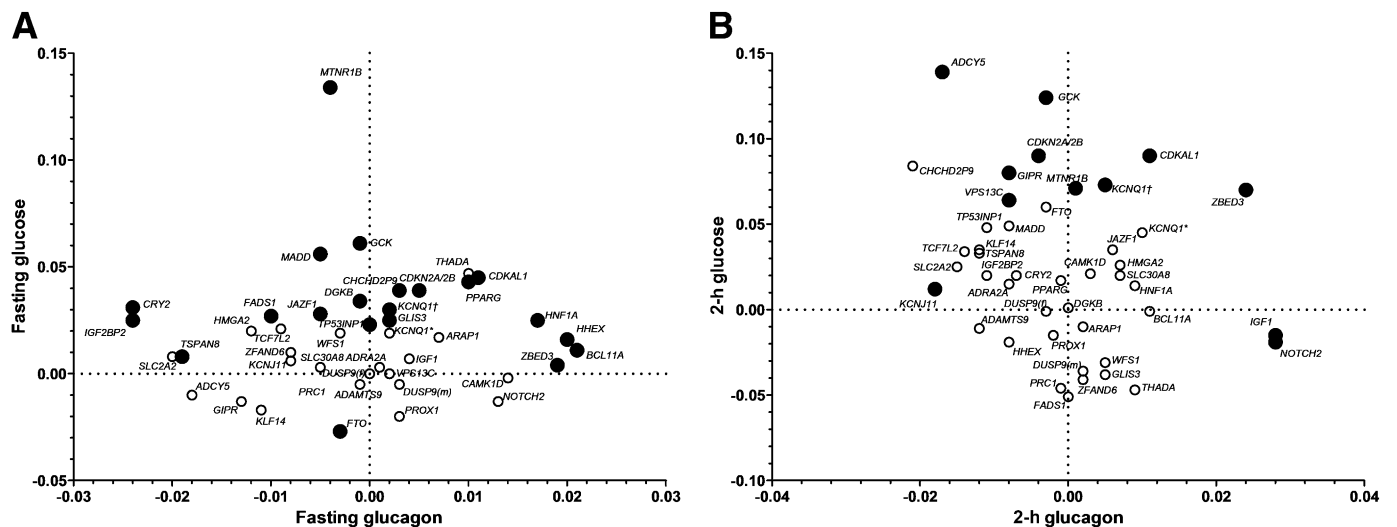 A
0.15
MTNR1B
0.10
Fasting glucose
GCK
MADD
THADA
0.05
CHCHD2P9
CDKN2A/2B
CDKAL1
DGKB
PPARG
CRY2
FADS1
JAZF1
KCNQ1†
HNF1A
HMGA2
TP53INP1
GLIS3
IGF2BP2
TCF7L2
WFS1
KCNQ1*
ARAP1
HHEX
TSPAN8
ZFAND6
SLC30A8
ADRA2A
IGF1
ZBED3
BCL11A
SLC2A2
KCNJ11
0.00
DUSP9(f)
VPS13C
ADCY5
PRC1
ADAMTS9
DUSP9(m)
CAMK1D
NOTCH2
GIPR
KLF14
PROX1
FTO
-0.05
-0.03 -0.02 -0.01 0.00 0.01 0.02 0.03
Fasting glucagon
B
0.15
ADCY5
GCK
0.10
CDKN2A/2B
CDKAL1
CHCHD2P9
GIPR
MTNR1B
KCNQ1†
VPS13C
ZBED3
FTO
TP53INP1
MADD
KCNQ1*
0.05
2-h glucose
TCF7L2
KLF14
JAZF1
TSPAN8
SLC2A2
IGF2BP2
CRY2
CAMK1D
HMGA2
SLC30A8
ADRA2A
PPARG
HNF1A
KCNJ11
DUSP9(f)
DGKB
0.00
ADAMTS9
ARAP1
BCL11A
IGF1
HHEX
PROX1
NOTCH2
DUSP9(m)
WFS1
GLIS3
PRC1
ZFAND6
THADA
-0.05
FADS1
-0.10
-0.04 -0.02 0.00 0.02 0.04
2-h glucagon